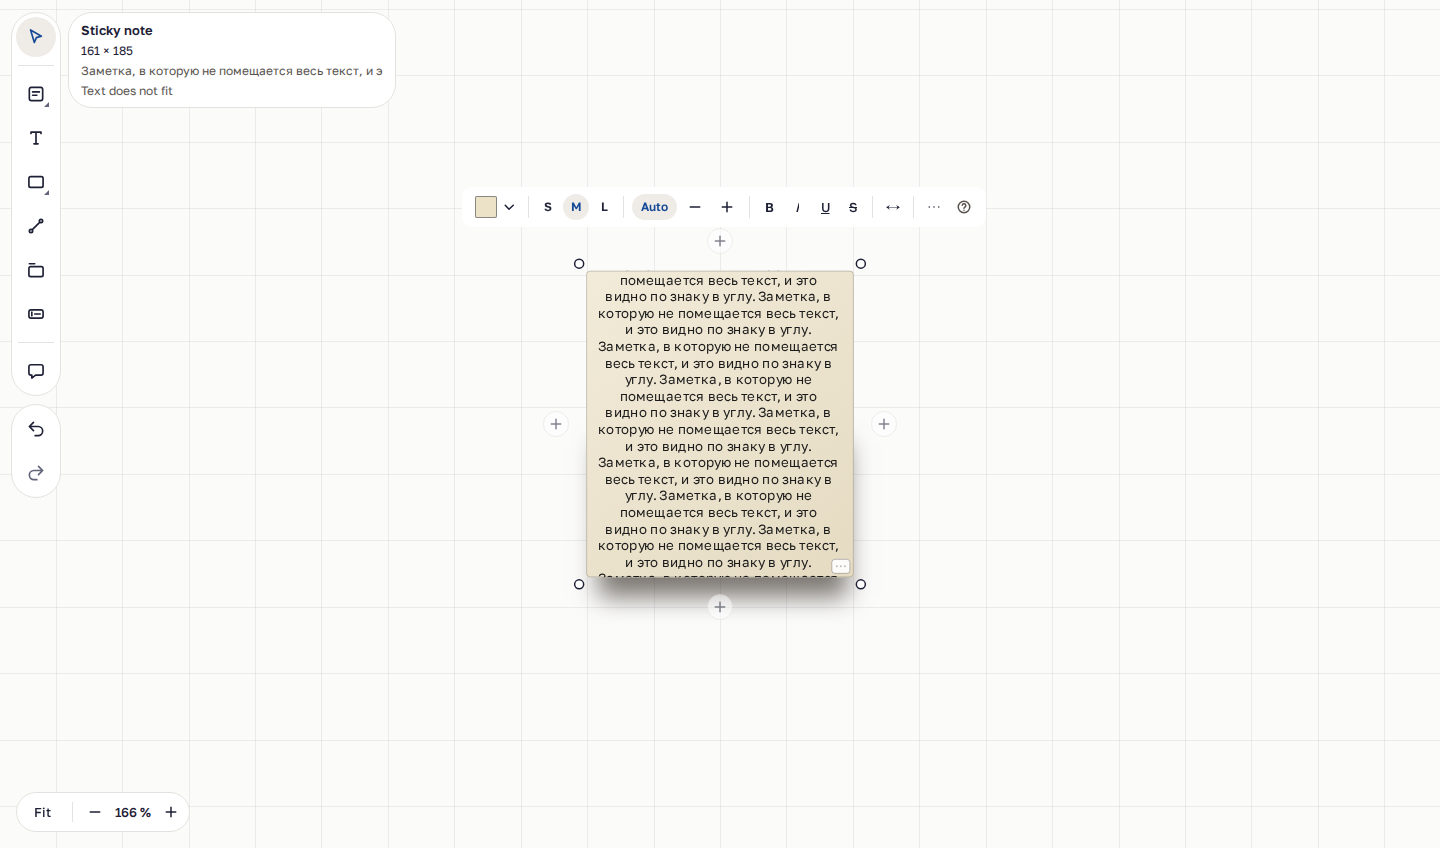 Sticky note
161 × 185
Заметка, в которую не помещается весь текст, и э
Text does not fit
S M L Auto B I U S
помещается весь текст, и это
видно по знаку в углу. Заметка, в
которую не помещается весь текст,
и это видно по знаку в углу.
Заметка, в которую не помещается
весь текст, и это видно по знаку в
углу. Заметка, в которую не
помещается весь текст, и это
видно по знаку в углу. Заметка, в
которую не помещается весь текст,
и это видно по знаку в углу.
Заметка, в которую не помещается
весь текст, и это видно по знаку в
углу. Заметка, в которую не
помещается весь текст, и это
видно по знаку в углу. Заметка, в
которую не помещается весь текст,
и это видно по знаку в углу.
Fit 166 %